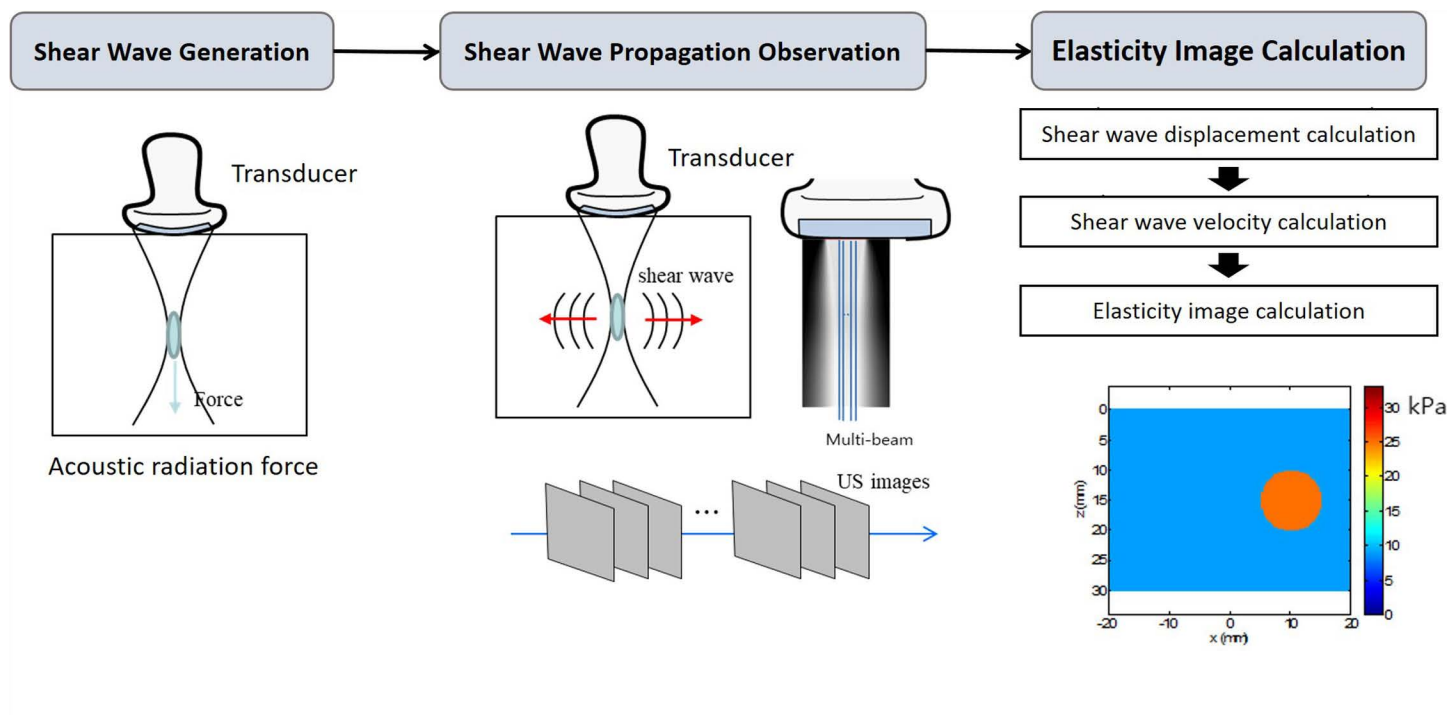 Shear Wave Generation
Shear Wave Propagation Observation
Elasticity Image Calculation
Transducer
Force
Acoustic radiation force
Transducer
shear wave
Multi-beam
US images
...
Shear wave displacement calculation
Shear wave velocity calculation
Elasticity image calculation
0
5
10
15
20
25
30
z(mm)
-20
-10
0
10
20
x (mm)
30
25
20
15
10
5
0
kPa